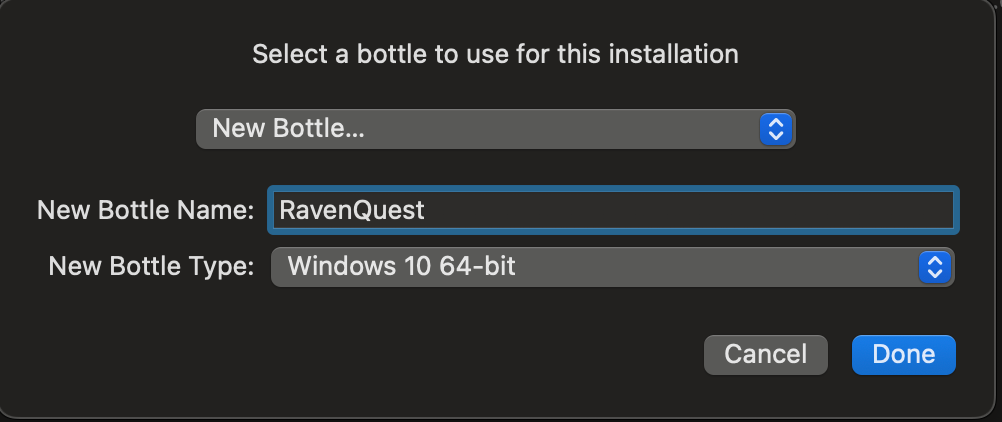 Select a bottle to use for this installation
New Bottle...
New Bottle Name: RavenQuest
New Bottle Type: Windows 10 64-bit
Cancel Done